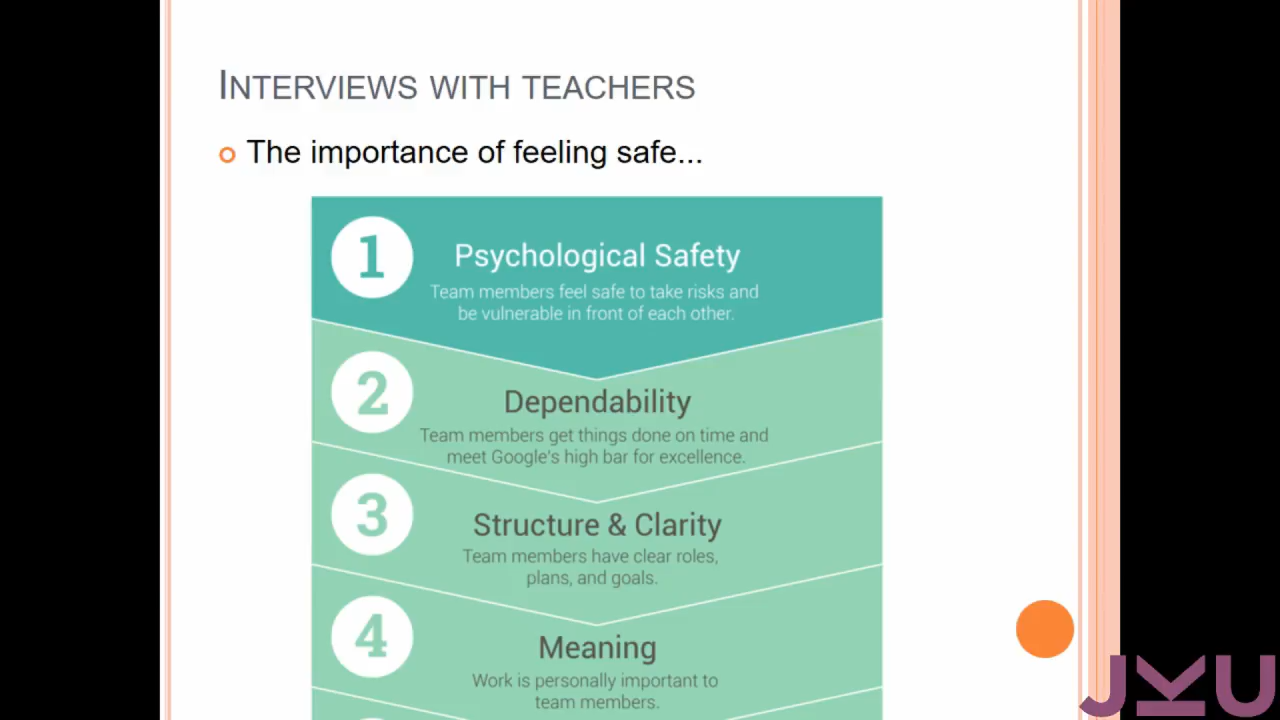 INTERVIEWS WITH TEACHERS
The importance of feeling safe...
1
Psychological Safety
Team members feel safe to take risks and
be vulnerable in front of each other.
2
Dependability
Team members get things done on time and
meet Google's high bar for excellence.
3
Structure & Clarity
Team members have clear roles,
plans, and goals.
4
Meaning
Work is personally important to
team members.
JKU